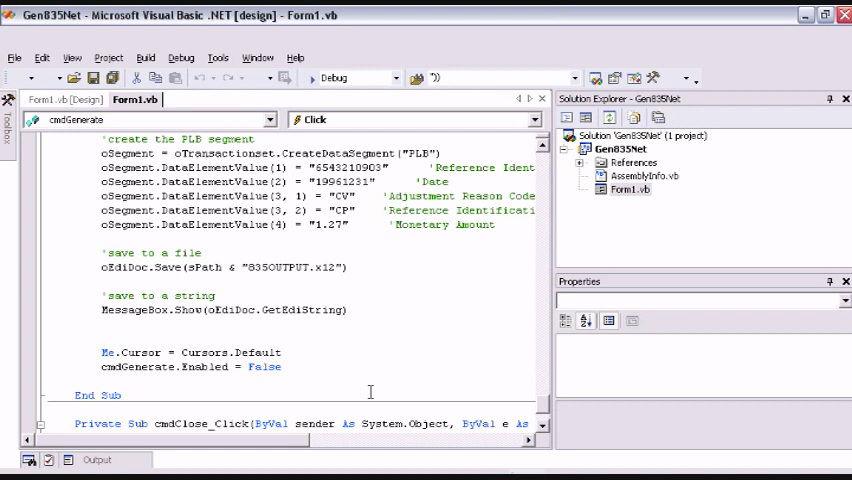 Gen835Net - Microsoft Visual Basic .NET [design] - Form1.vb
File Edit View Project Build Debug Tools Window Help
Debug "))
Form1.vb [Design] Form1.vb
Solution Explorer - Gen835Net
cmdGenerate Click
Toolbox
'create the PLB segment
oSegment = oTransactionset.CreateDataSegment("PLB")
oSegment.DataElementValue(1) = "6543210903" 'Reference Ident
oSegment.DataElementValue(2) = "19961231" 'Date
oSegment.DataElementValue(3, 1) = "CV" 'Adjustment Reason Code
oSegment.DataElementValue(3, 2) = "CP" 'Reference Identificati
oSegment.DataElementValue(4) = "1.27" 'Monetary Amount
'save to a file
oEdiDoc.Save(sPath & "835OUTPUT.x12")
'save to a string
MessageBox.Show(oEdiDoc.GetEdiString)
Me.Cursor = Cursors.Default
cmdGenerate.Enabled = False
End Sub
Private Sub cmdClose_Click(ByVal sender As System.Object, ByVal e As
Solution 'Gen835Net' (1 project)
Gen835Net
References
AssemblyInfo.vb
Form1.vb
Properties
Output